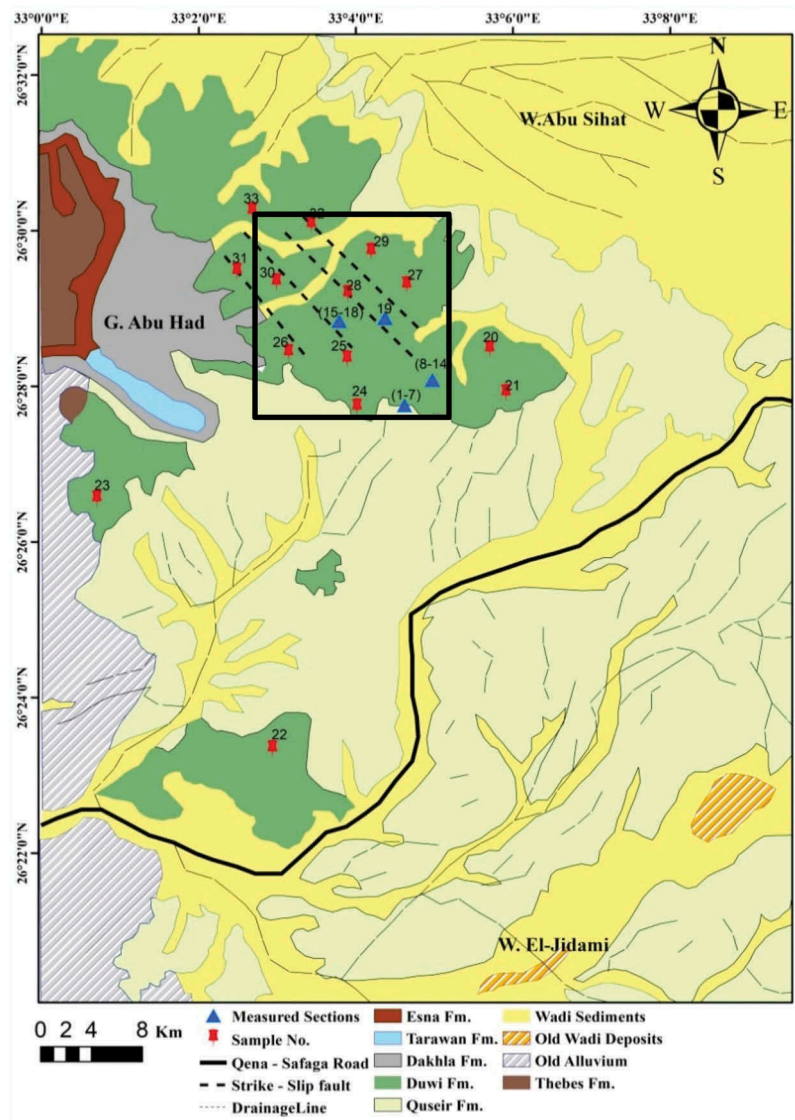 33°0'0"E 33°2'0"E 33°4'0"E 33°6'0"E 33°8'0"E
26°32'0"N
N
W E
S
W.Abu Sihat
33
32
26°30'0"N
29
31
30
27
28
G. Abu Had
(15-18) 19
26
25
20
(8-14
26°28'0"N
21
24
(1-7)
23
26°26'0"N
26°24'0"N
22
26°22'0"N
W. El-Jidami
0 2 4 8 Km
Measured Sections
Sample No.
Qena - Safaga Road
Strike - Slip fault
DrainageLine
Esna Fm.
Tarawan Fm.
Dakhla Fm.
Duwi Fm.
Quseir Fm.
Wadi Sediments
Old Wadi Deposits
Old Alluvium
Thebes Fm.